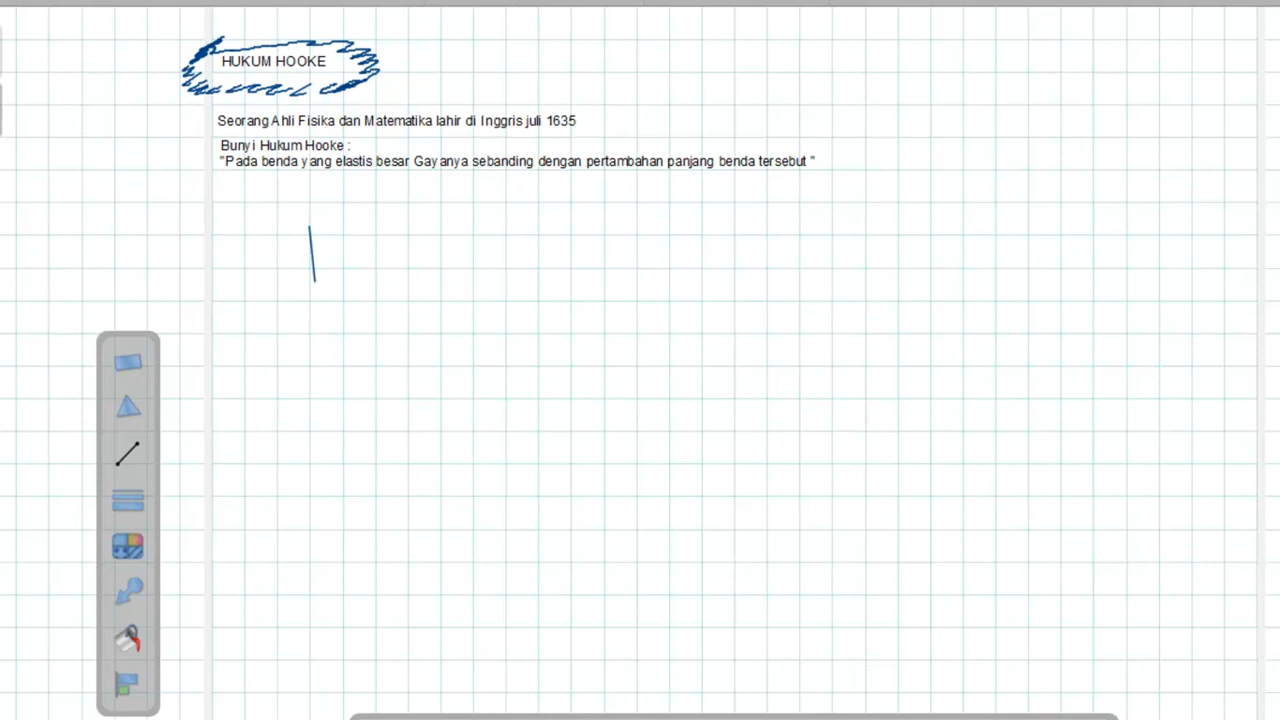 HUKUM HOOKE
Seorang Ahli Fisika dan Matematika lahir di Inggris juli 1635
Bunyi Hukum Hooke :
"Pada benda yang elastis besar Gayanya sebanding dengan pertambahan panjang benda tersebut "